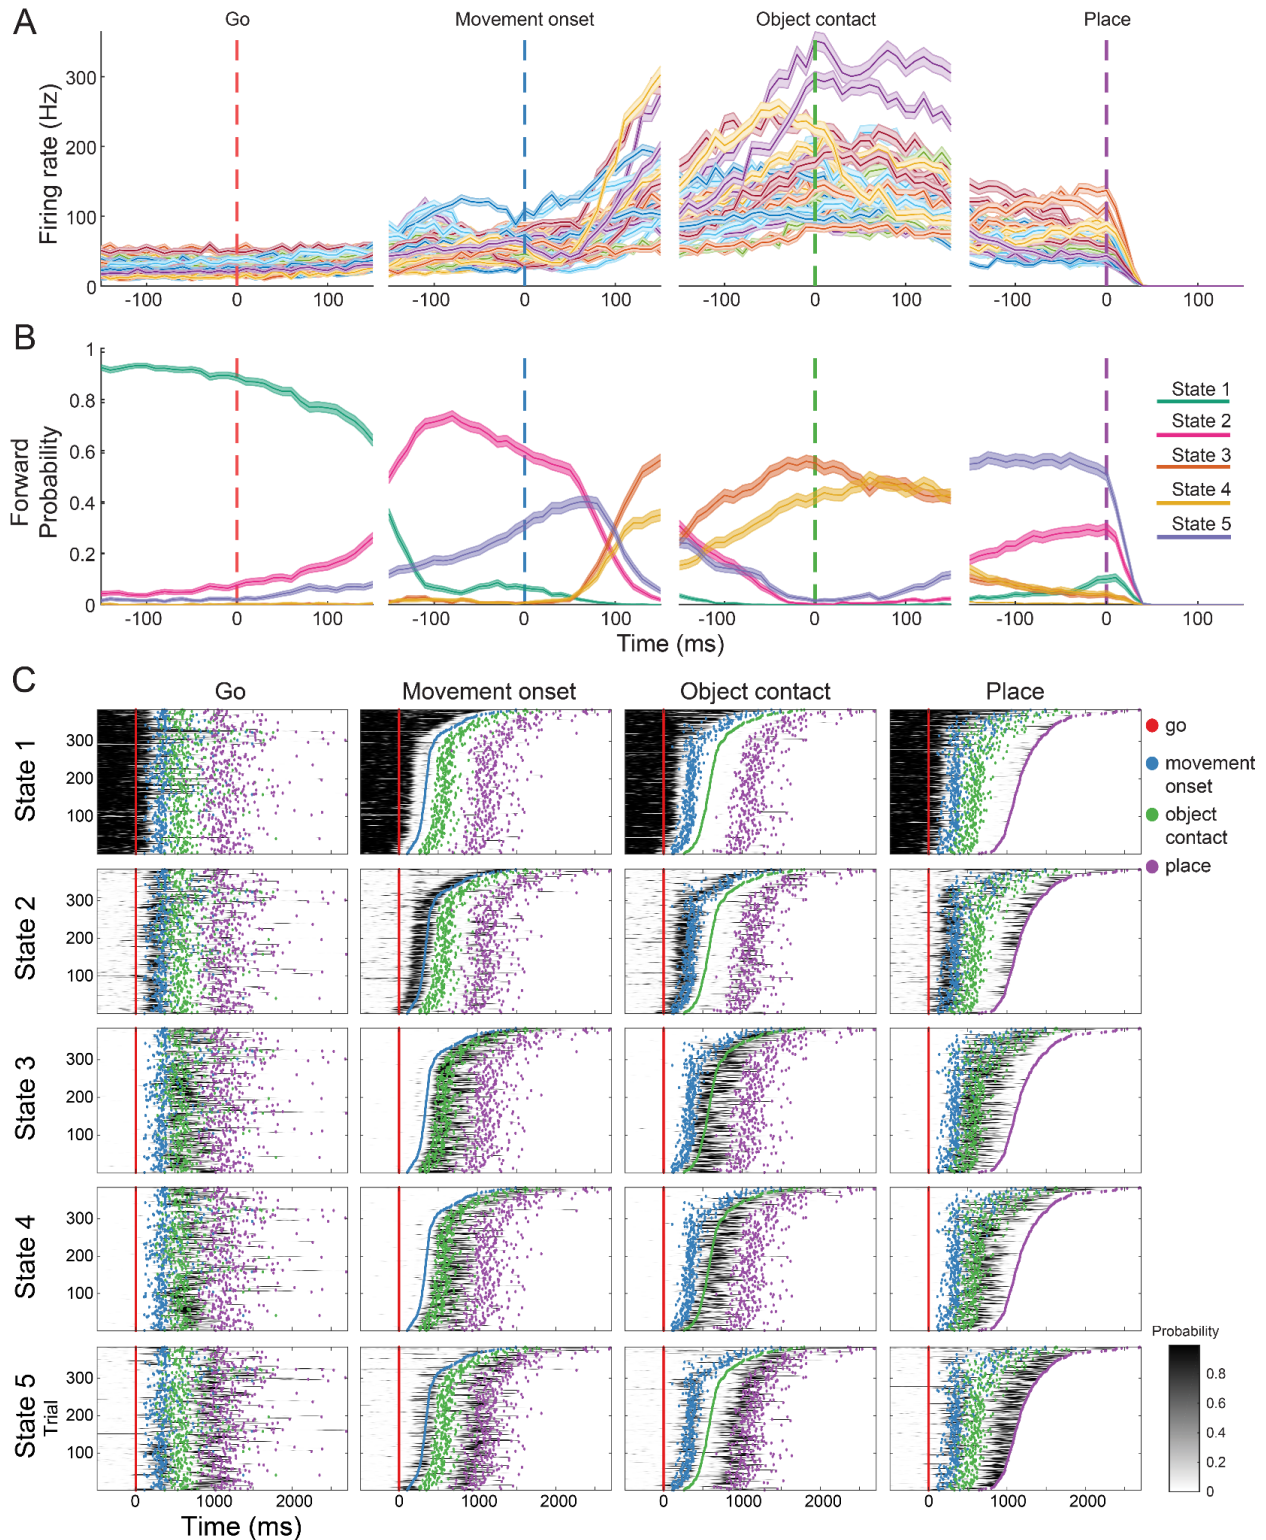 A
Go
Movement onset
Object contact
Place
Firing rate (Hz)
300
200
100
0
-100 0 100
-100 0 100
-100 0 100
-100 0 100
B
Forward
Probability
1
0.8
0.6
0.4
0.2
0
-100 0 100
-100 0 100
-100 0 100
-100 0 100
Time (ms)
State 1
State 2
State 3
State 4
State 5
C
Go
Movement onset
Object contact
Place
State 1
300
200
100
go
movement
onset
object
contact
place
State 2
300
200
100
State 3
300
200
100
State 4
300
200
100
State 5
Trial
300
200
100
0 1000 2000
0 1000 2000
0 1000 2000
0 1000 2000
Time (ms)
Probability
0.8
0.6
0.4
0.2
0